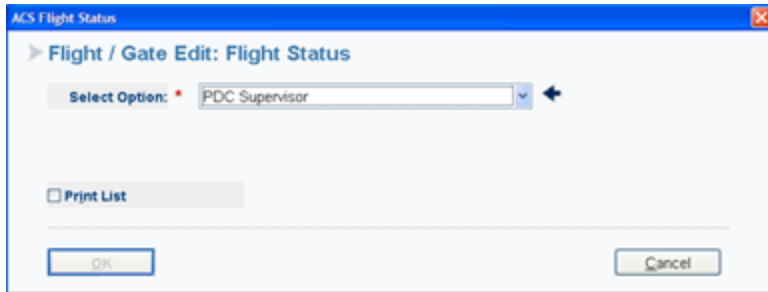 ACS Flight Status
Flight / Gate Edit: Flight Status
Select Option: * PDC Supervisor
Print List
OK Cancel